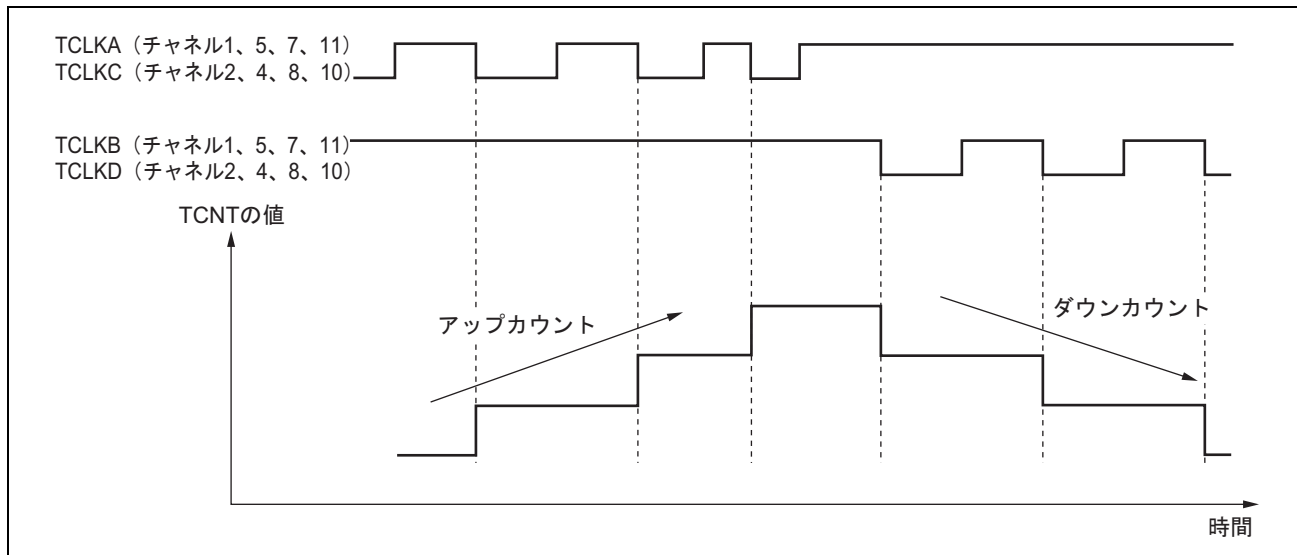 TCLKA（チャネル1、5、7、11）
TCLKC（チャネル2、4、8、10）
TCLKB（チャネル1、5、7、11）
TCLKD（チャネル2、4、8、10）
TCNTの値
アップカウント
ダウンカウント
時間